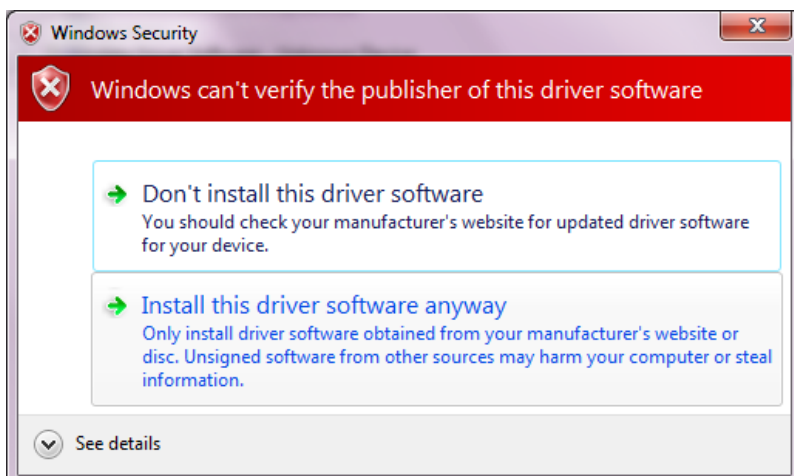 Windows Security
Windows can't verify the publisher of this driver software
Don't install this driver software
You should check your manufacturer's website for updated driver software
for your device.
Install this driver software anyway
Only install driver software obtained from your manufacturer's website or
disc. Unsigned software from other sources may harm your computer or steal
information.
See details